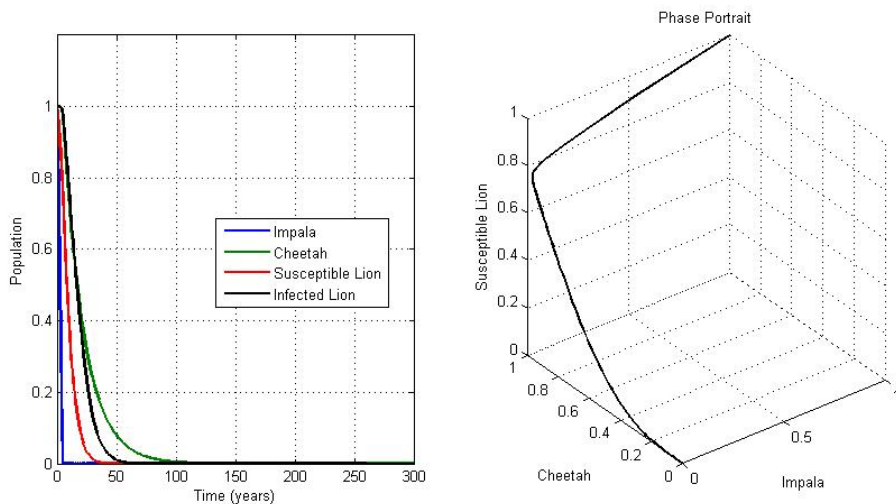 Population
1
0.8
0.6
0.4
0.2
0
0
50
100
150
200
250
300
Time (years)
Impala
Cheetah
Susceptible Lion
Infected Lion
Phase Portrait
Susceptible Lion
1
0.8
0.6
0.4
0.2
0
1
0.8
0.6
0.4
0.2
0
Cheetah
0
0.5
Impala